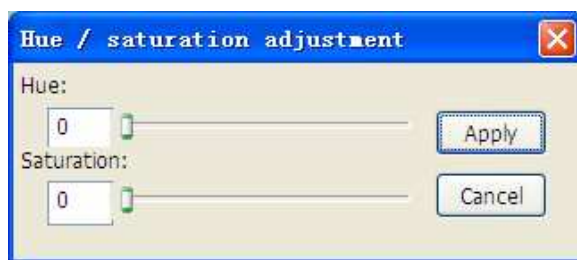 Hue / saturation adjustment
Hue:
0
Apply
Saturation:
0
Cancel